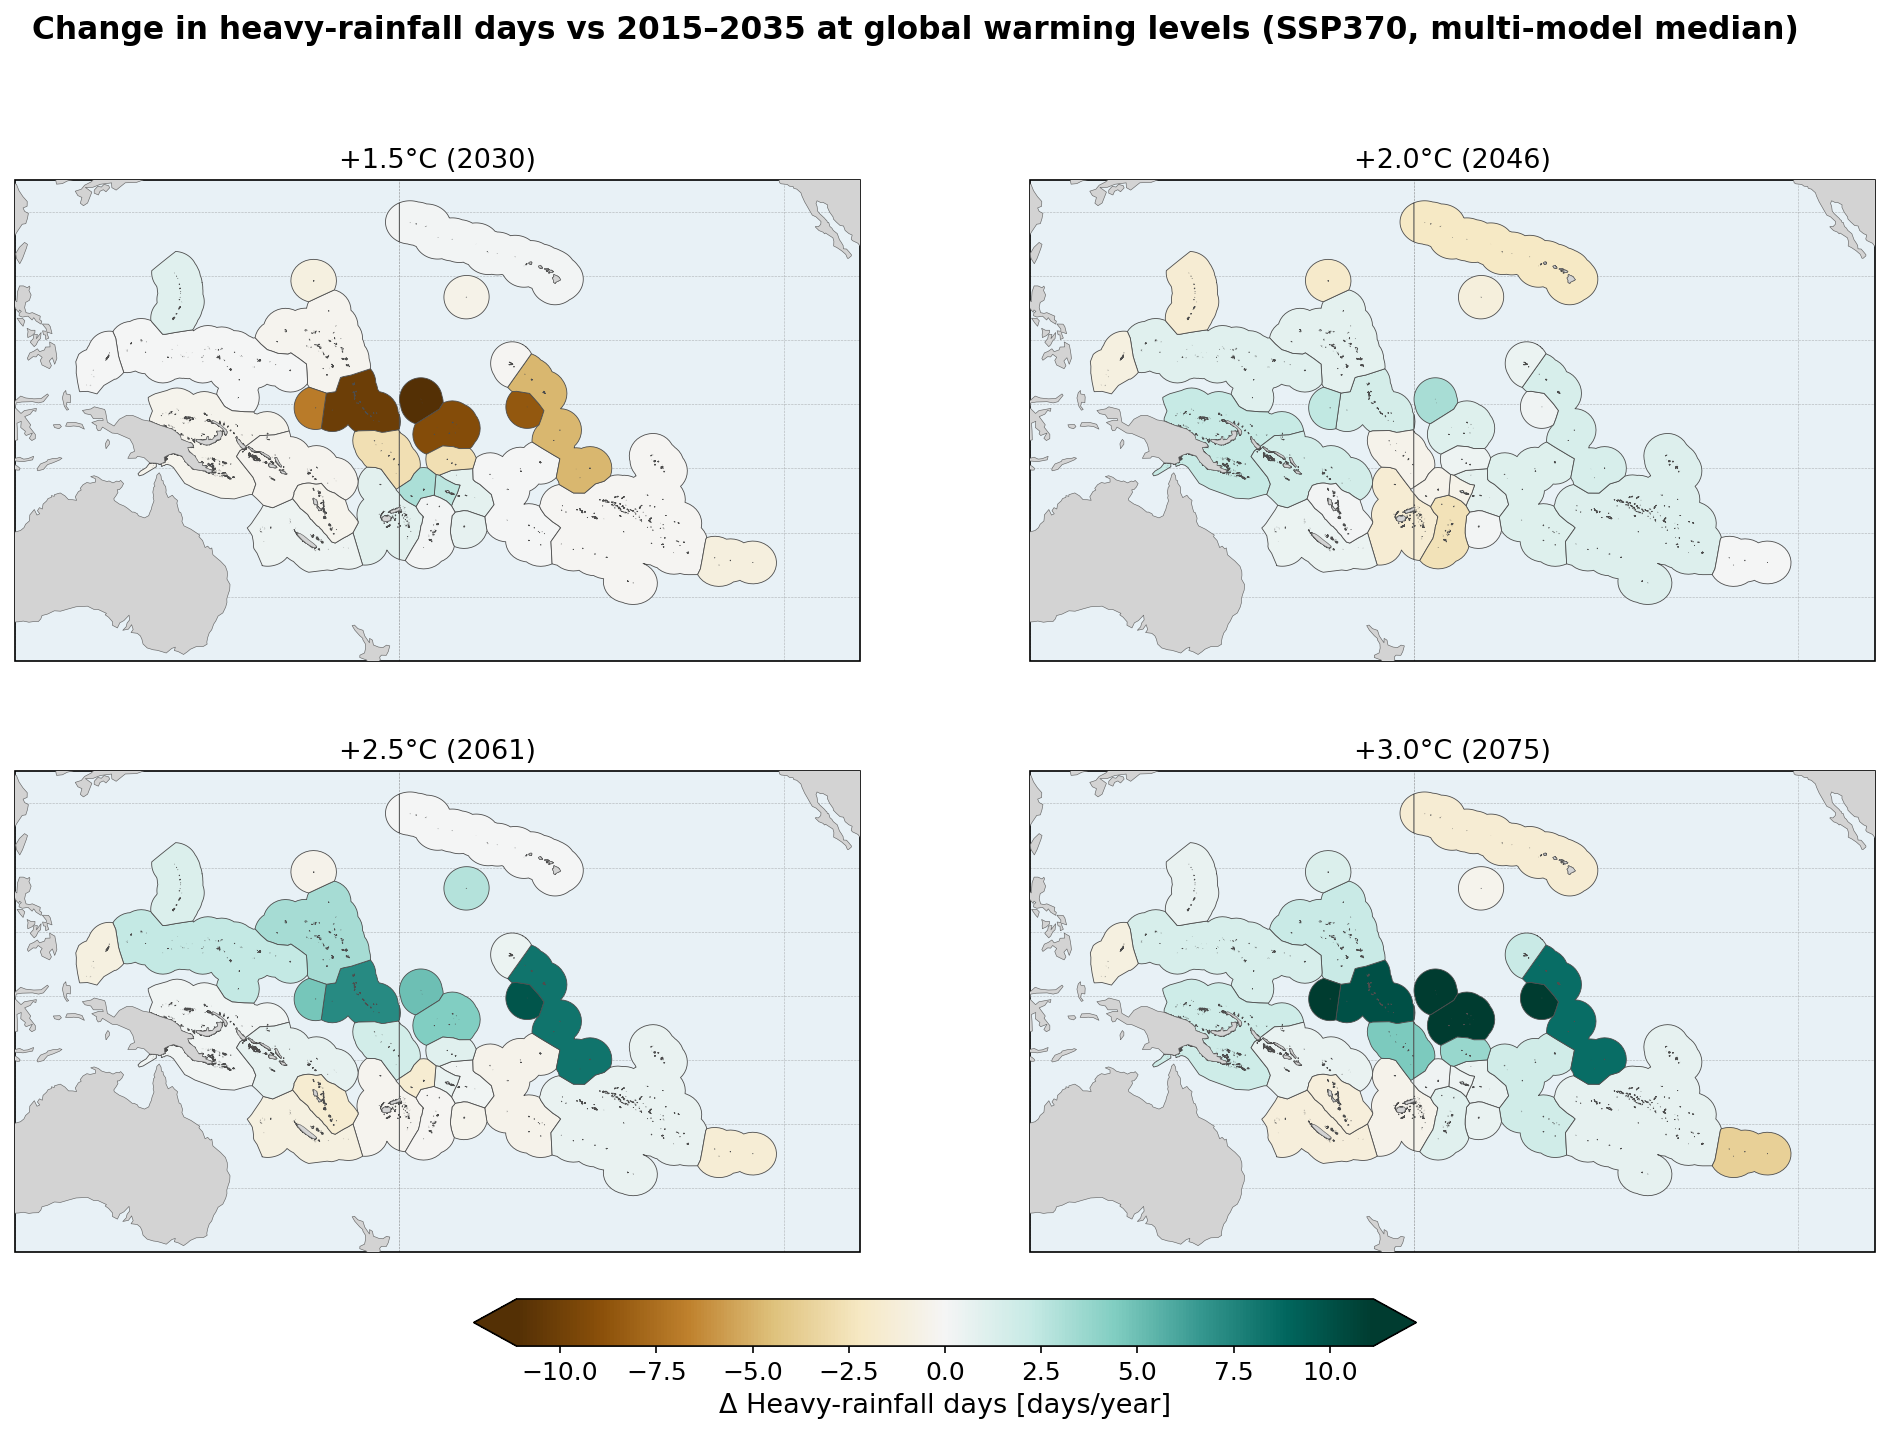 Change in heavy-rainfall days vs 2015–2035 at global warming levels (SSP370, multi-model median)
+1.5°C (2030)
+2.0°C (2046)
+2.5°C (2061)
+3.0°C (2075)
−10.0 −7.5 −5.0 −2.5 0.0 2.5 5.0 7.5 10.0
Δ Heavy-rainfall days [days/year]